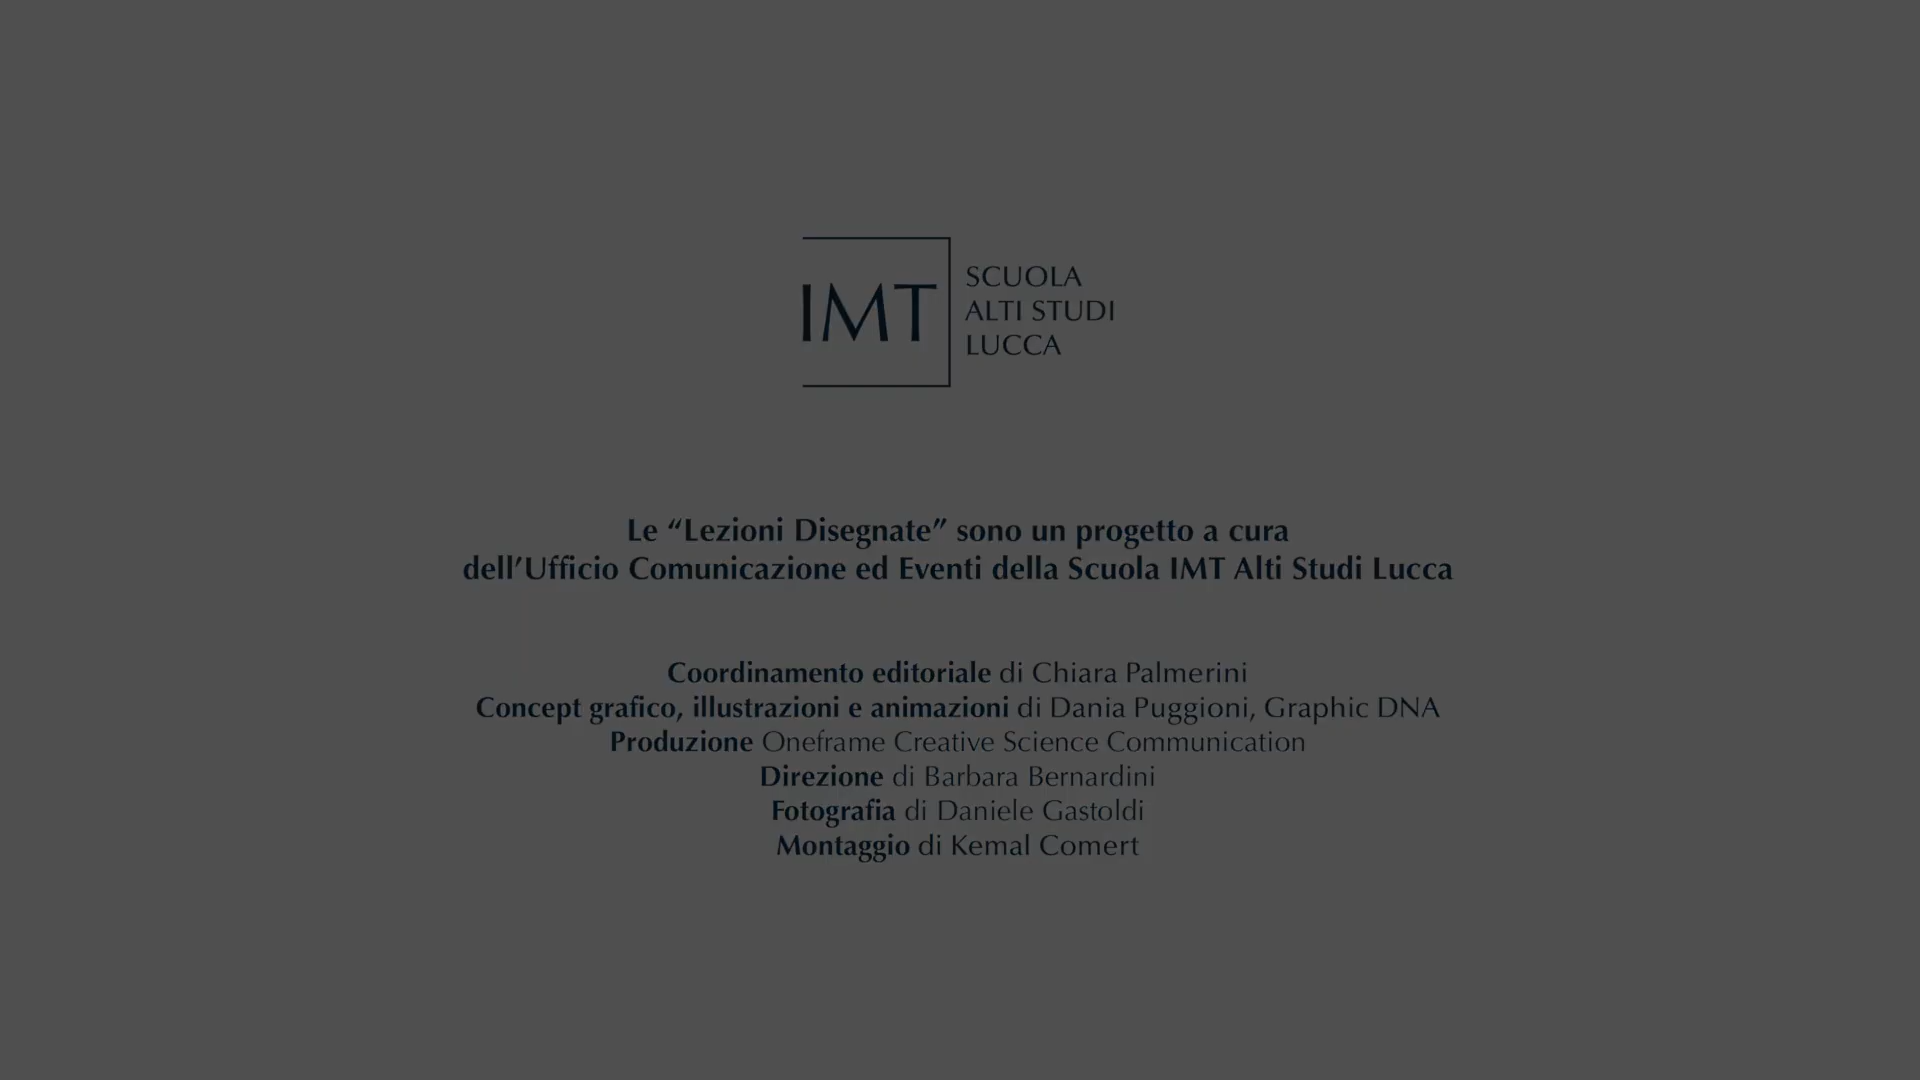 IMT
SCUOLA
ALTI STUDI
LUCCA
Le “Lezioni Disegnate” sono un progetto a cura
dell’Ufficio Comunicazione ed Eventi della Scuola IMT Alti Studi Lucca
Coordinamento editoriale di Chiara Palmerini
Concept grafico, illustrazioni e animazioni di Dania Puggioni, Graphic DNA
Produzione Oneframe Creative Science Communication
Direzione di Barbara Bernardini
Fotografia di Daniele Gastoldi
Montaggio di Kemal Comert